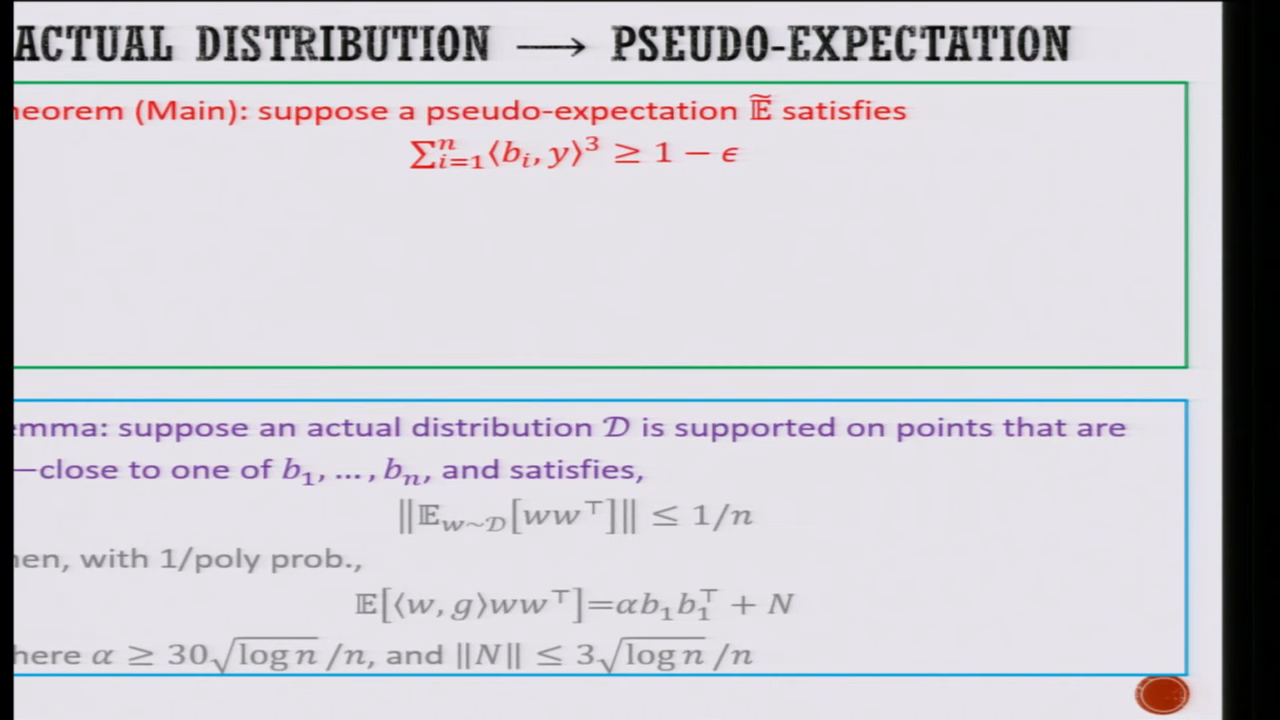 ACTUAL DISTRIBUTION ⟶ PSEUDO-EXPECTATION
heorem (Main): suppose a pseudo-expectation 𝔼̃ satisfies
∑ⁿᵢ₌₁⟨bᵢ, y⟩³ ≥ 1 − ϵ
emma: suppose an actual distribution 𝒟 is supported on points that are
−close to one of b₁, … , bₙ, and satisfies,
‖𝔼_{w∼𝒟}[ww⊤]‖ ≤ 1/n
hen, with 1/poly prob.,
𝔼[⟨w, g⟩ww⊤]=αb₁b₁⊤ + N
here α ≥ 30√(log n) /n, and ‖N‖ ≤ 3√(log n) /n